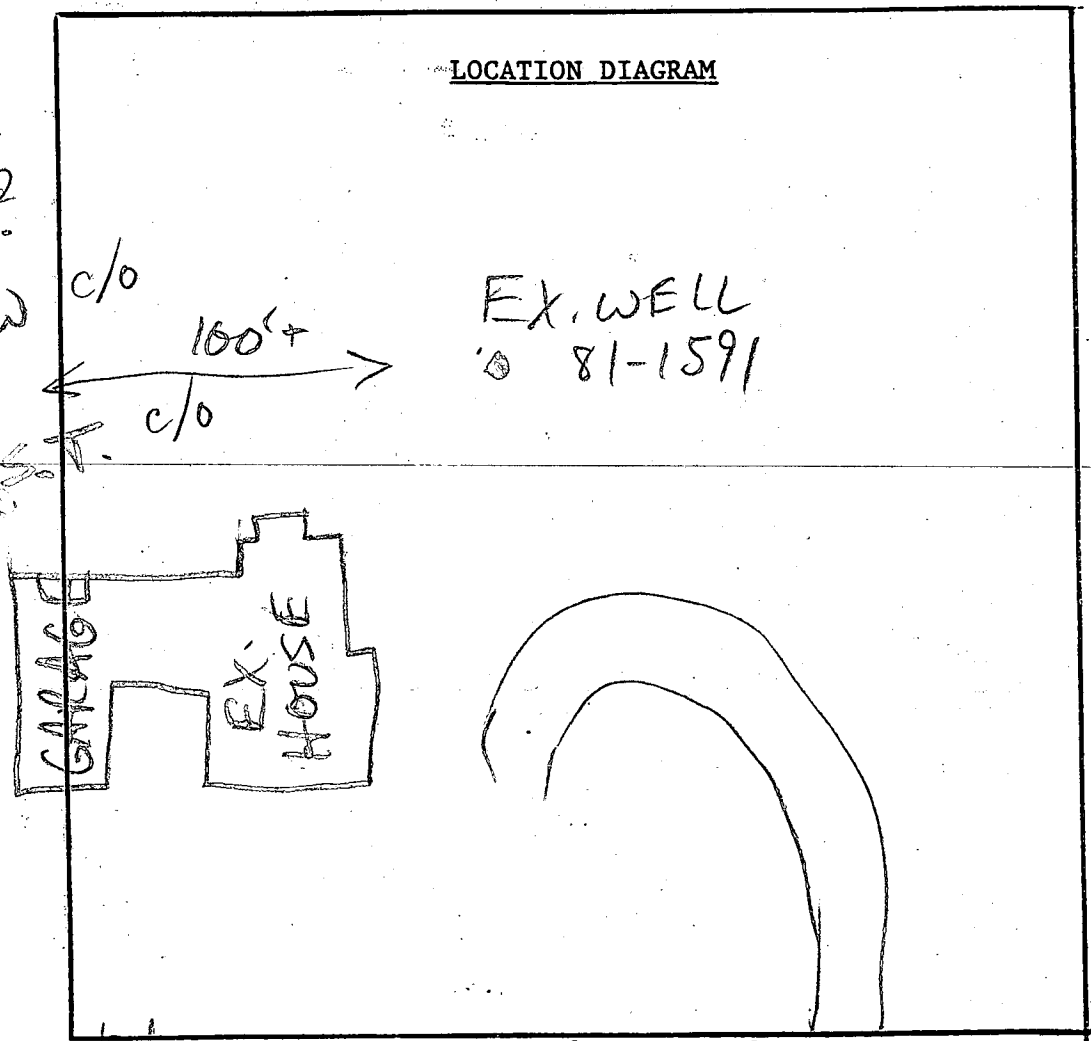 LOCATION DIAGRAM
c/o
100'+
c/o
EX. WELL
81-1591
S.T.
GARAGE
EX.
HOUSE